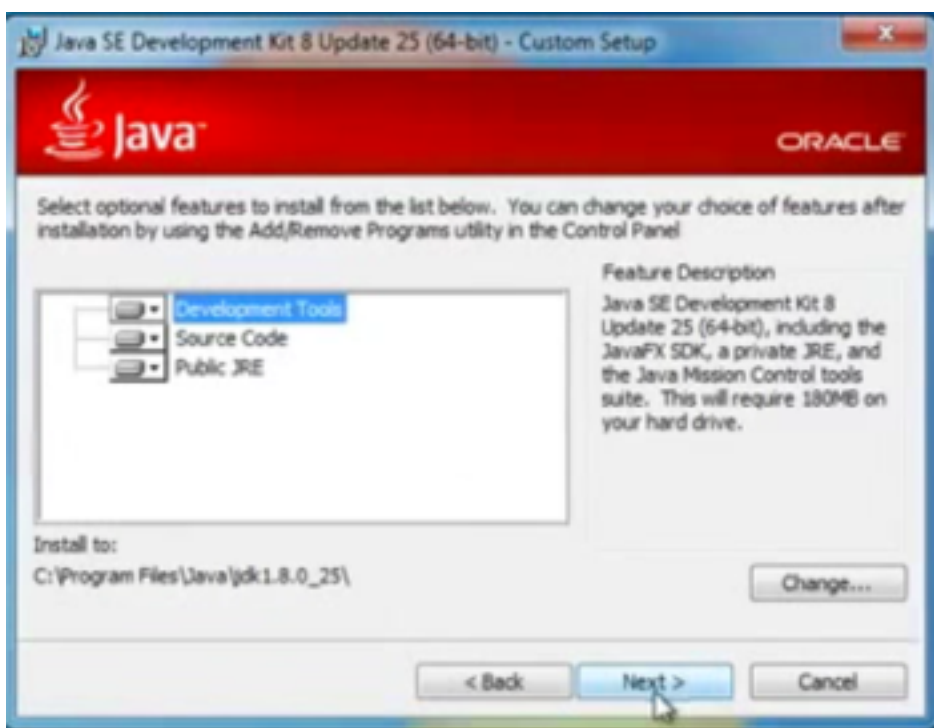 Java SE Development Kit 8 Update 25 (64-bit) - Custom Setup
Java
ORACLE
Select optional features to install from the list below. You can change your choice of features after
installation by using the Add/Remove Programs utility in the Control Panel
Development Tools
Source Code
Public JRE
Feature Description
Java SE Development Kit 8
Update 25 (64-bit), including the
JavaFX SDK, a private JRE, and
the Java Mission Control tools
suite. This will require 180MB on
your hard drive.
Install to:
C:\Program Files\Java\jdk1.8.0_25\
Change...
< Back
Next >
Cancel